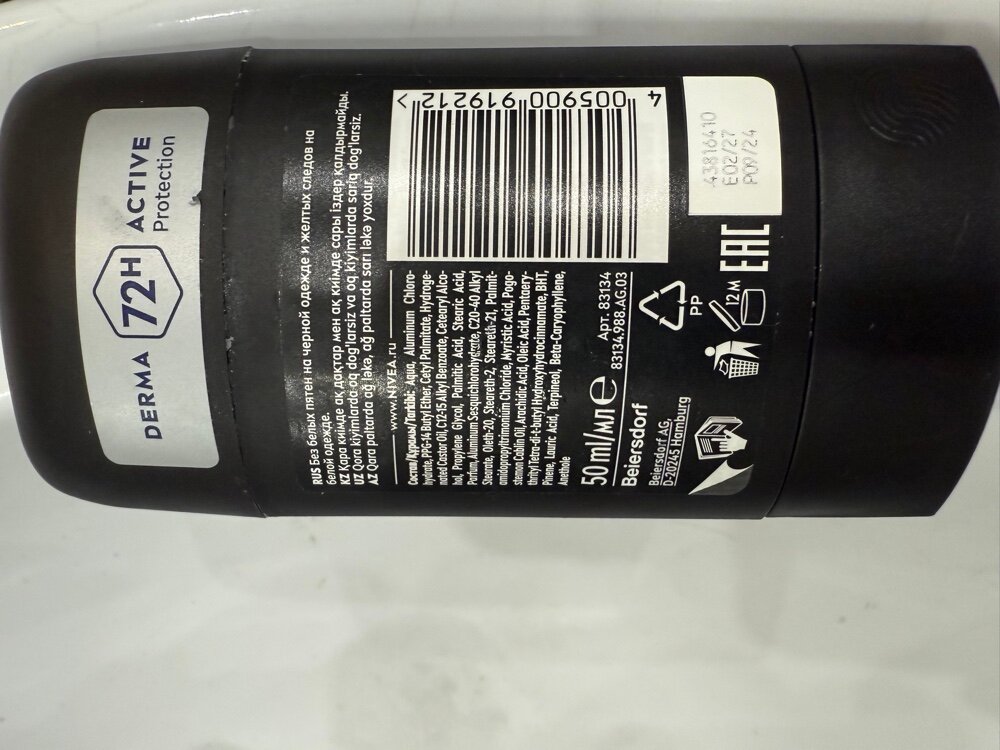 DERMA 72H ACTIVE
Protection
RUS Без белых пятен на черной одежде и желтых следов на
белой одежде.
KZ Қара киімде ақ дақтар мен ақ киімде сары іздер қалдырмайды.
UZ Qora kiyimlarda oq dog'larsiz va oq kiyimlarda sariq dog'larsiz.
AZ Qara paltarda ağ ləkə, ağ paltarda sarı ləkə yoxdur.
www.NIVEA.ru
Состав/Құрамы/Tərkibi: Aqua, Aluminum Chloro-
hydrate, PPG-14 Butyl Ether, Cetyl Palmitate, Hydroge-
nated Castor Oil, C12-15 Alkyl Benzoate, Cetearyl Alco-
hol, Propylene Glycol, Palmitic Acid, Stearic Acid,
Parfum, Aluminum Sesquichlorohydrate, C20-40 Alkyl
Stearate, Oleth-20, Steareth-2, Steareth-21, Palmit-
amidopropyltrimonium Chloride, Myristic Acid, Pogo-
stemon Cablin Oil, Arachidic Acid, Oleic Acid, Pentaery-
thrityl Tetra-di-t-butyl Hydroxyhydrocinnamate, BHT,
Pinene, Lauric Acid, Terpineol, Beta-Caryophyllene,
Anethole
4 005900 919212 >
50 ml/мл e
Арт. 83134
83134.988.AG.03
Beiersdorf
Beiersdorf AG,
D-20245 Hamburg
PP
12 M
EAC
43816410
E02/27
P09/24